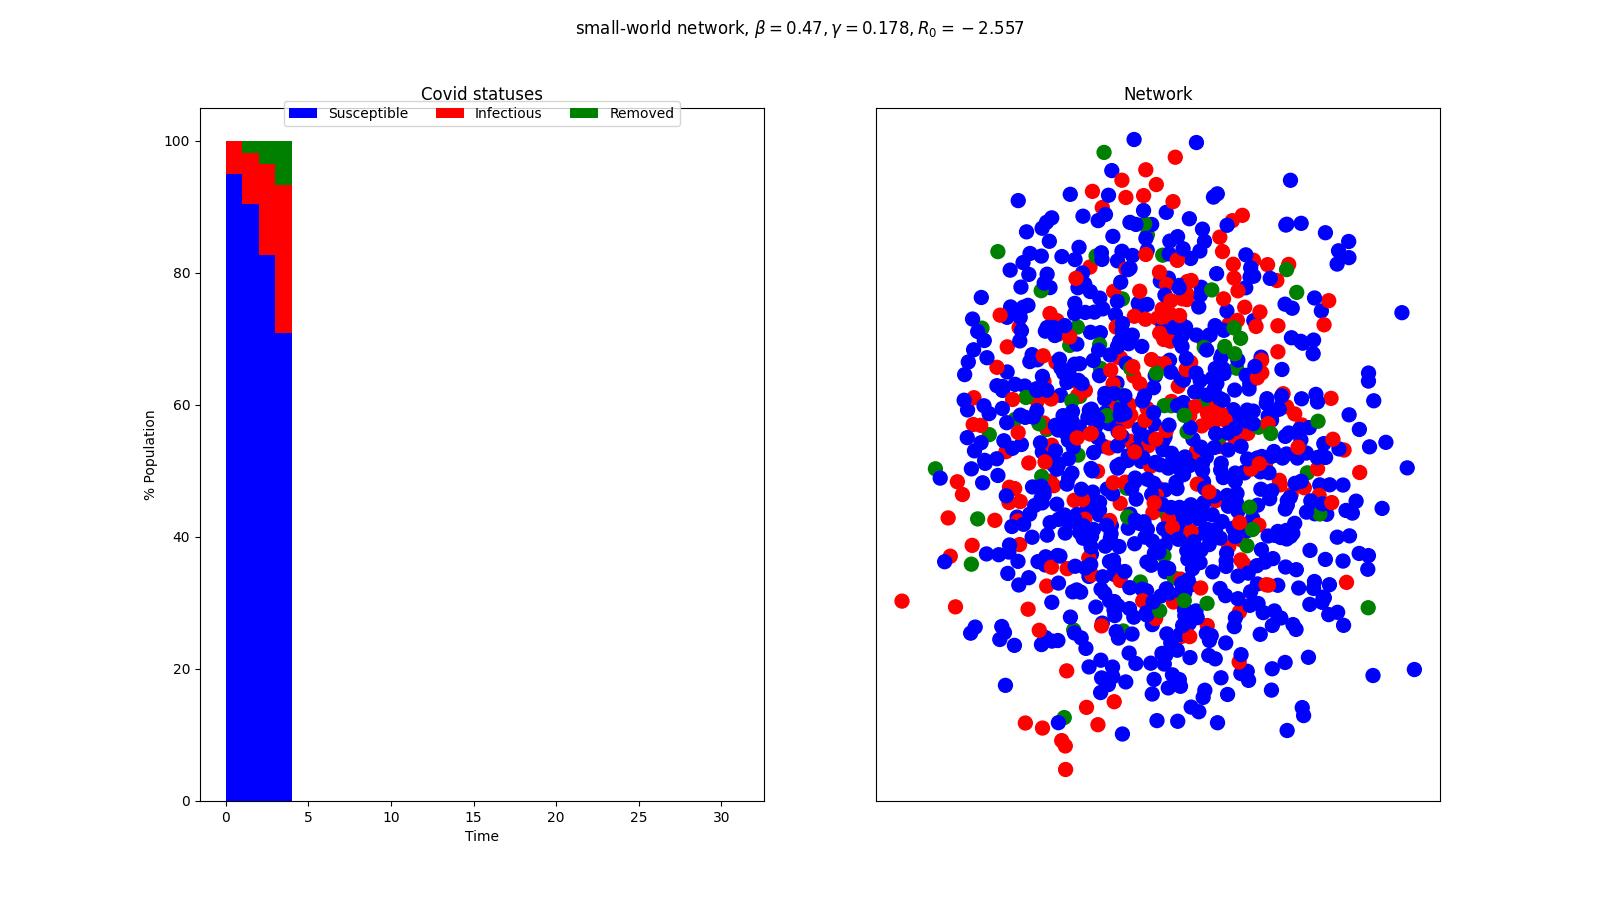 small-world network, β = 0.47, γ = 0.178, R₀ = − 2.557
Covid statuses
Susceptible Infectious Removed
100
80
60
40
20
0
% Population
0 5 10 15 20 25 30
Time
Network